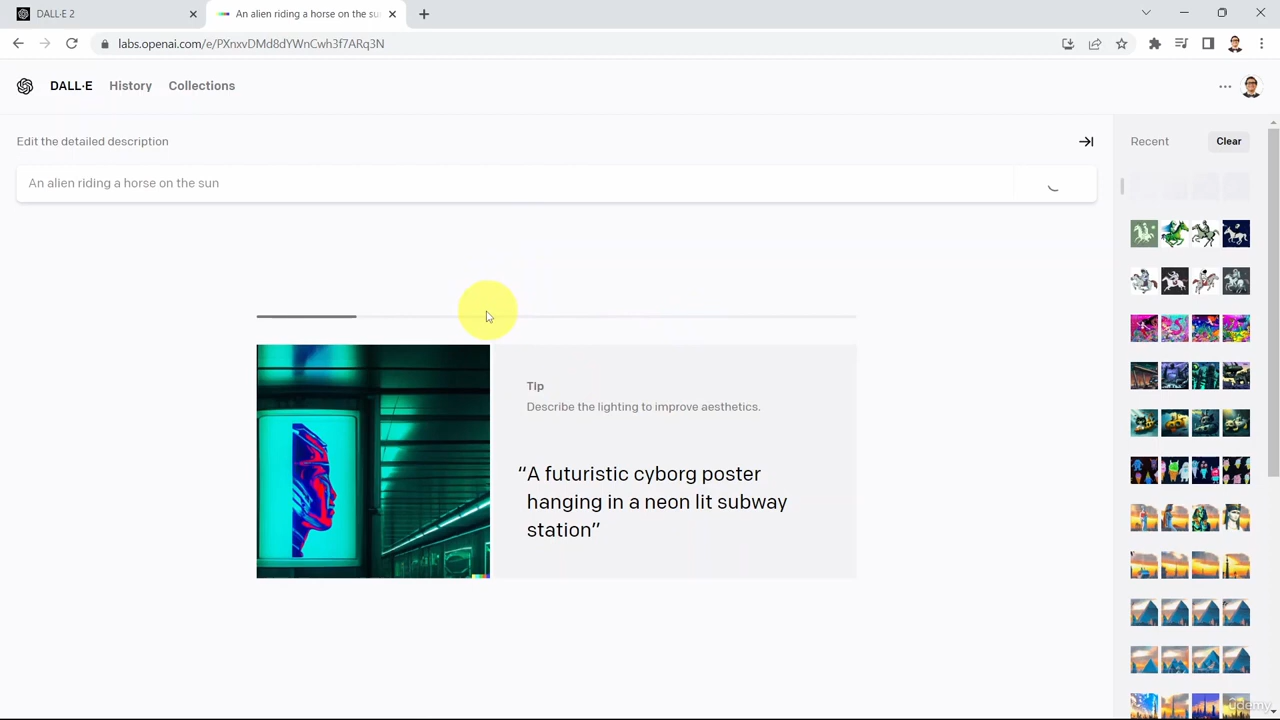 DALL·E 2
An alien riding a horse on the su
labs.openai.com/e/PXnxvDMd8dYWnCwh3f7ARq3N
DALL·E
History
Collections
Edit the detailed description
Recent
Clear
An alien riding a horse on the sun
Tip
Describe the lighting to improve aesthetics.
“A futuristic cyborg poster
hanging in a neon lit subway
station”
udemy